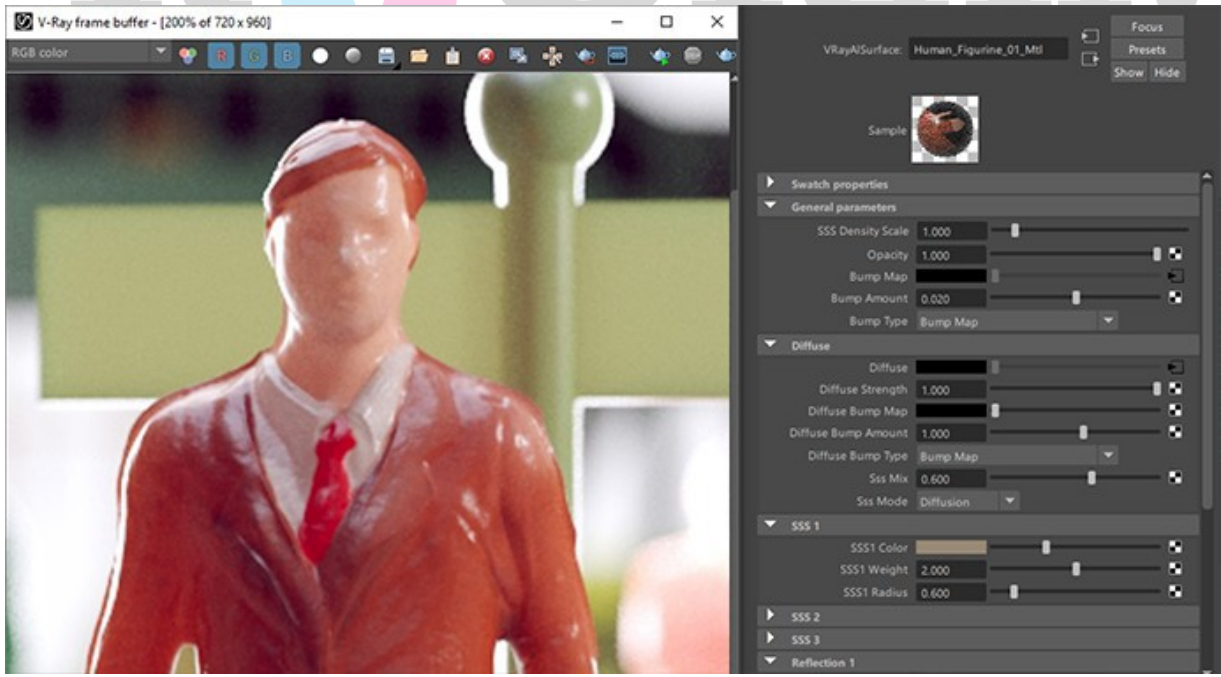 V-Ray frame buffer - [200% of 720 x 960]
RGB color
R G B
Focus
VRayAlSurface: Human_Figurine_01_Mtl
Presets
Show Hide
Sample
Swatch properties
General parameters
SSS Density Scale 1.000
Opacity 1.000
Bump Map
Bump Amount 0.020
Bump Type Bump Map
Diffuse
Diffuse
Diffuse Strength 1.000
Diffuse Bump Map
Diffuse Bump Amount 1.000
Diffuse Bump Type Bump Map
Sss Mix 0.600
Sss Mode Diffusion
SSS 1
SSS1 Color
SSS1 Weight 2.000
SSS1 Radius 0.600
SSS 2
SSS 3
Reflection 1